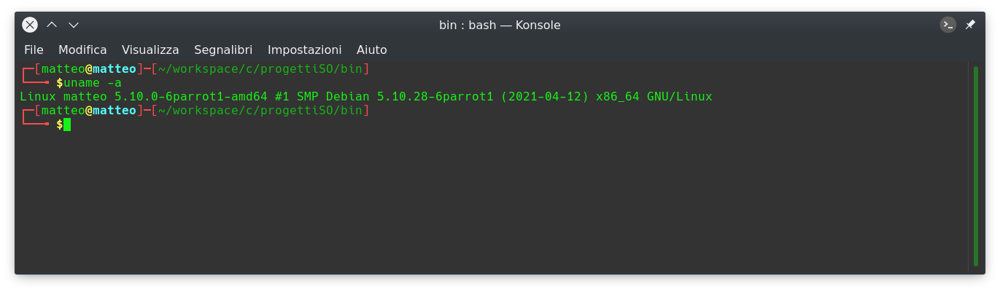 bin : bash — Konsole
File Modifica Visualizza Segnalibri Impostazioni Aiuto
┌─[matteo@matteo]─[~/workspace/c/progettiSO/bin]
└──╼ $uname -a
Linux matteo 5.10.0-6parrot1-amd64 #1 SMP Debian 5.10.28-6parrot1 (2021-04-12) x86_64 GNU/Linux
┌─[matteo@matteo]─[~/workspace/c/progettiSO/bin]
└──╼ $